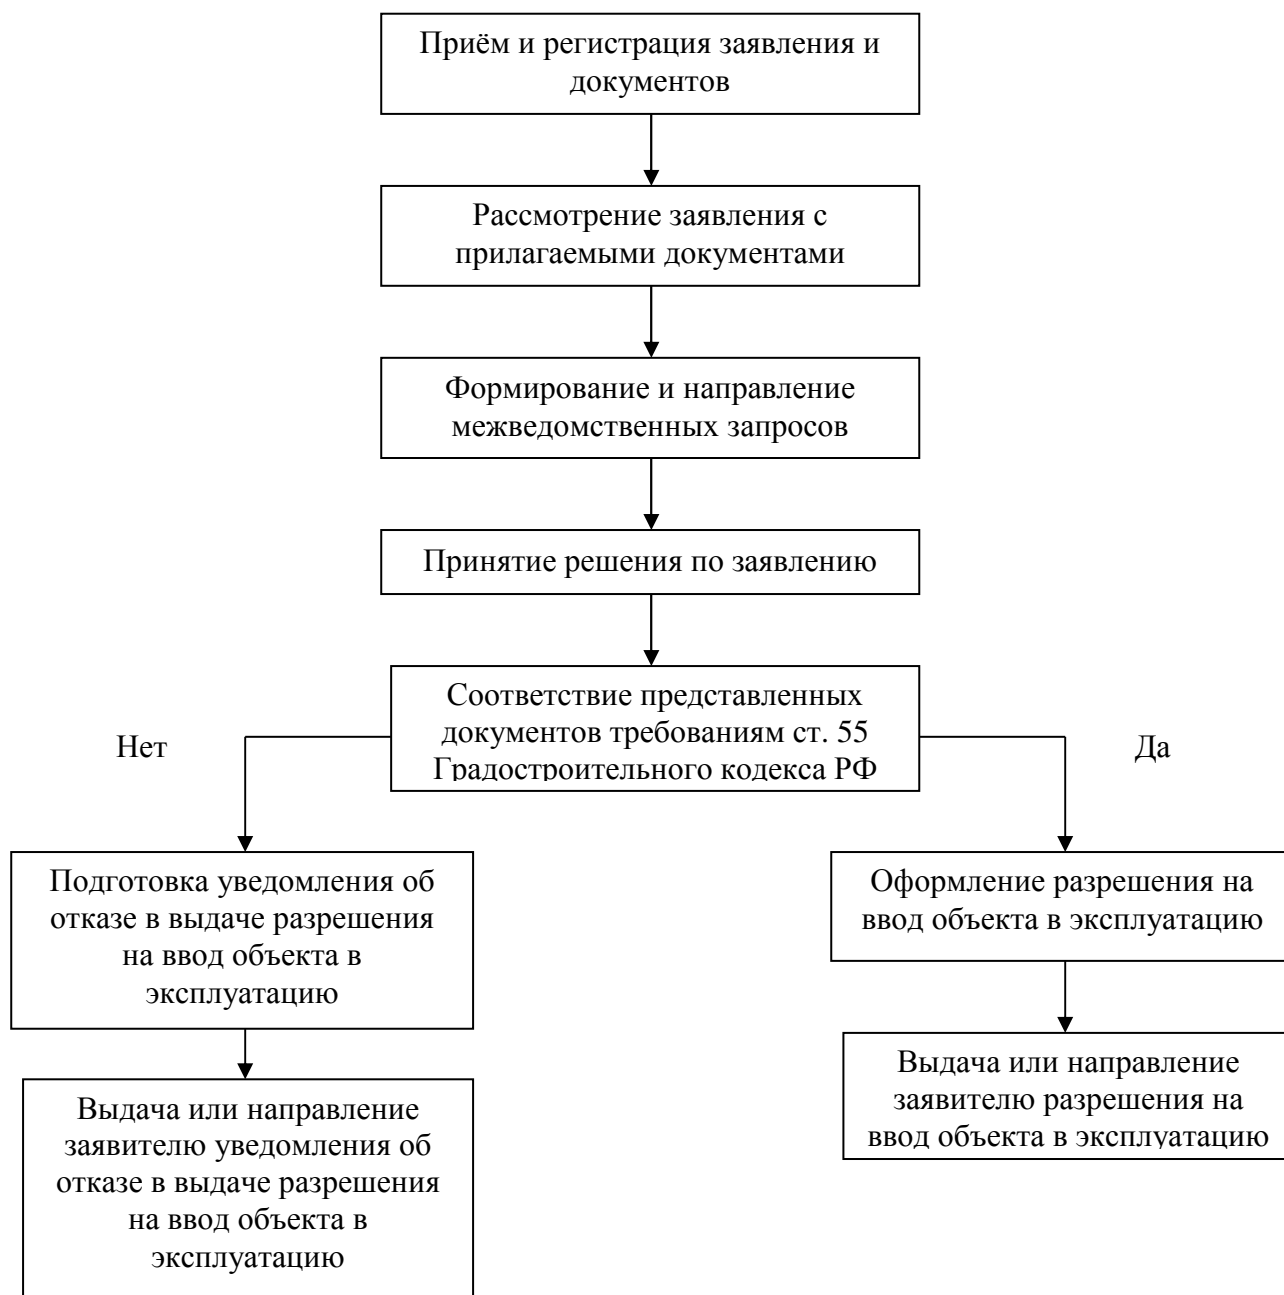 Приём и регистрация заявления и
документов
Рассмотрение заявления с
прилагаемыми документами
Формирование и направление
межведомственных запросов
Принятие решения по заявлению
Соответствие представленных
документов требованиям ст. 55
Градостроительного кодекса РФ
Нет
Да
Подготовка уведомления об
отказе в выдаче разрешения
на ввод объекта в
эксплуатацию
Оформление разрешения на
ввод объекта в эксплуатацию
Выдача или направление
заявителю уведомления об
отказе в выдаче разрешения
на ввод объекта в
эксплуатацию
Выдача или направление
заявителю разрешения на
ввод объекта в эксплуатацию